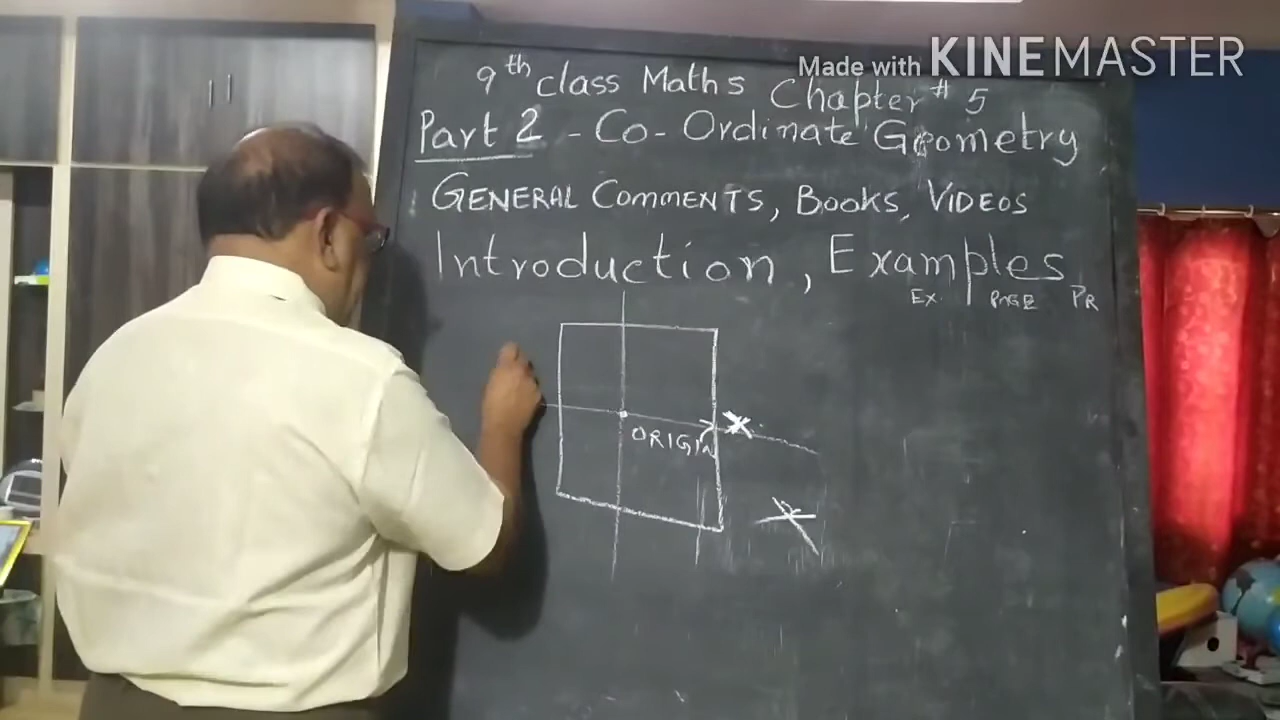 Made with KINEMASTER
9th class Maths Chapter # 5
Part 2 - Co-Ordinate Geometry
GENERAL COMMENTS, BOOKS, VIDEOS
Introduction, Examples
EX. PAGE PR
ORIGIN